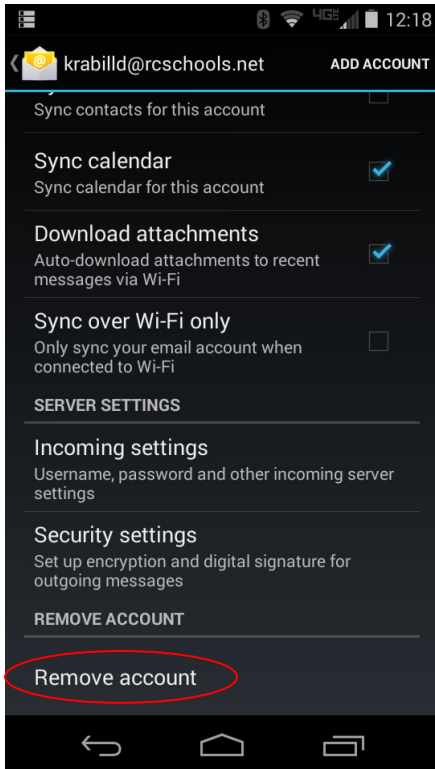 4GE 12:18
krabilld@rcschools.net ADD ACCOUNT
Sync contacts for this account
Sync calendar
Sync calendar for this account
Download attachments
Auto-download attachments to recent
messages via Wi-Fi
Sync over Wi-Fi only
Only sync your email account when
connected to Wi-Fi
SERVER SETTINGS
Incoming settings
Username, password and other incoming server
settings
Security settings
Set up encryption and digital signature for
outgoing messages
REMOVE ACCOUNT
Remove account